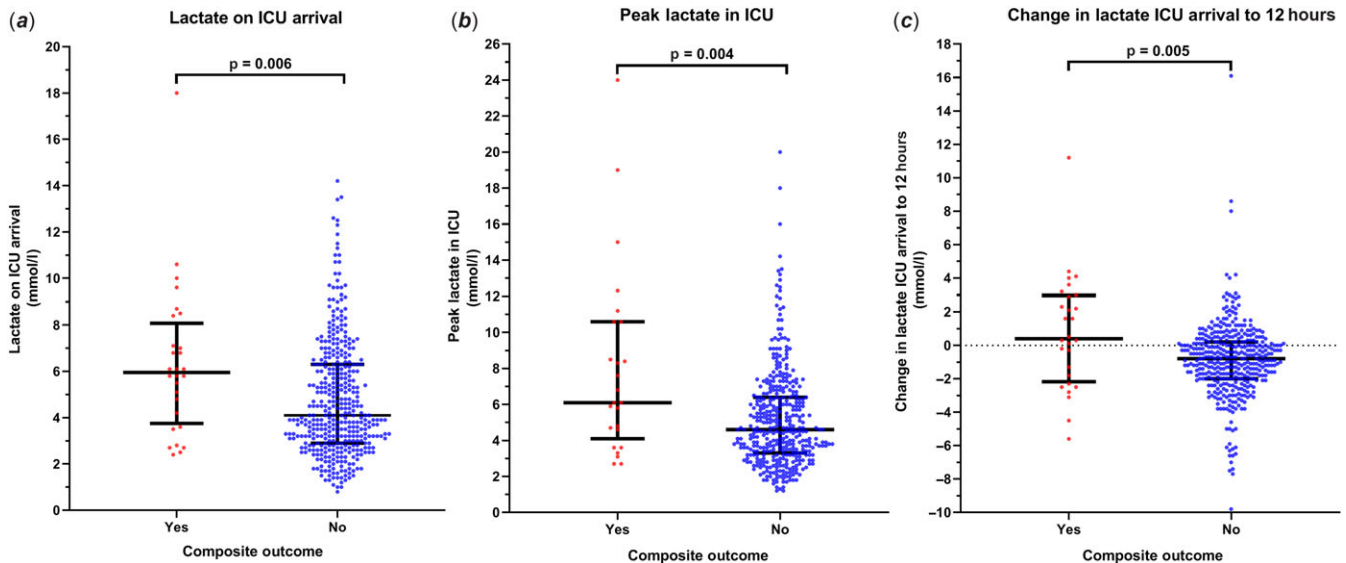 (a)
Lactate on ICU arrival
Lactate on ICU arrival
(mmol/l)
20
18
16
14
12
10
8
6
4
2
0
p = 0.006
Yes
No
Composite outcome
(b)
Peak lactate in ICU
Peak lactate in ICU
(mmol/l)
26
24
22
20
18
16
14
12
10
8
6
4
2
0
p = 0.004
Yes
No
Composite outcome
(c)
Change in lactate ICU arrival to 12 hours
Change in lactate ICU arrival to 12 hours
(mmol/l)
18
16
14
12
10
8
6
4
2
0
−2
−4
−6
−8
−10
p = 0.005
Yes
No
Composite outcome